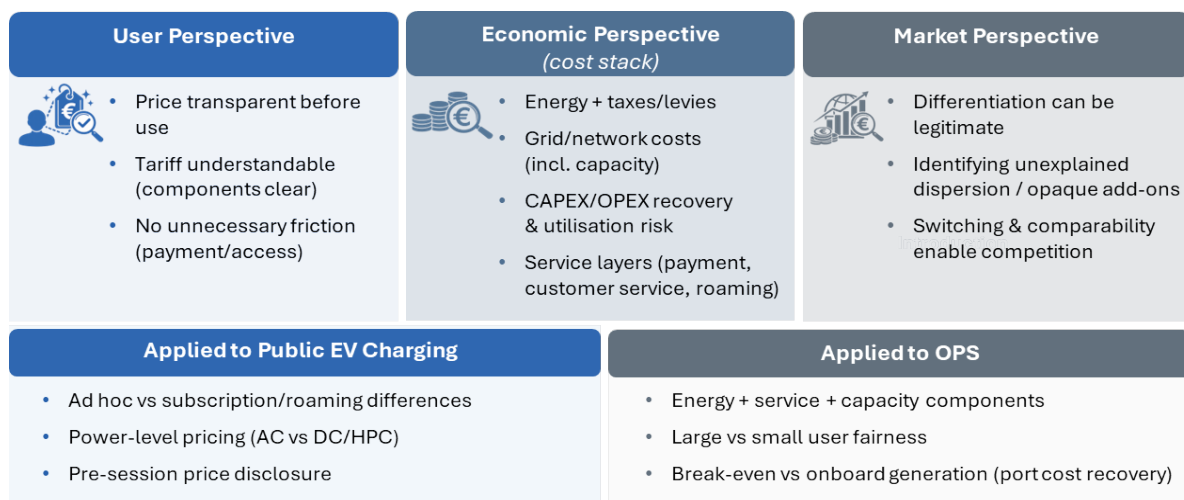 User Perspective
Price transparent before
use
Tariff understandable
(components clear)
No unnecessary friction
(payment/access)
Economic Perspective
(cost stack)
Energy + taxes/levies
Grid/network costs
(incl. capacity)
CAPEX/OPEX recovery
& utilisation risk
Service layers (payment,
customer service, roaming)
Market Perspective
Differentiation can be
legitimate
Identifying unexplained
dispersion / opaque add-ons
Switching & comparability
enable competition
Applied to Public EV Charging
Ad hoc vs subscription/roaming differences
Power-level pricing (AC vs DC/HPC)
Pre-session price disclosure
Applied to OPS
Energy + service + capacity components
Large vs small user fairness
Break-even vs onboard generation (port cost recovery)